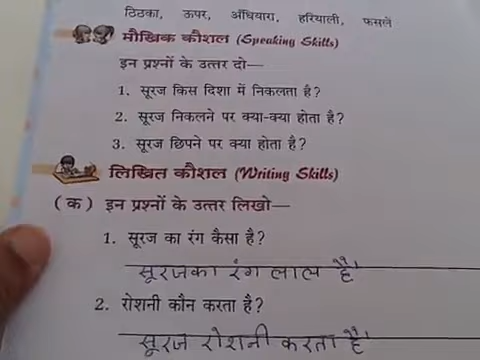 ठिठका, ऊपर, अँधियारा, हरियाली, फसलें
मौखिक कौशल (Speaking Skills)
इन प्रश्नों के उत्तर दो—
1. सूरज किस दिशा में निकलता है?
2. सूरज निकलने पर क्या-क्या होता है?
3. सूरज छिपने पर क्या होता है?
लिखित कौशल (Writing Skills)
(क) इन प्रश्नों के उत्तर लिखो—
1. सूरज का रंग कैसा है?
सूरजका रंग लाल है।
2. रोशनी कौन करता है?
सूरज रोशनी करता है।